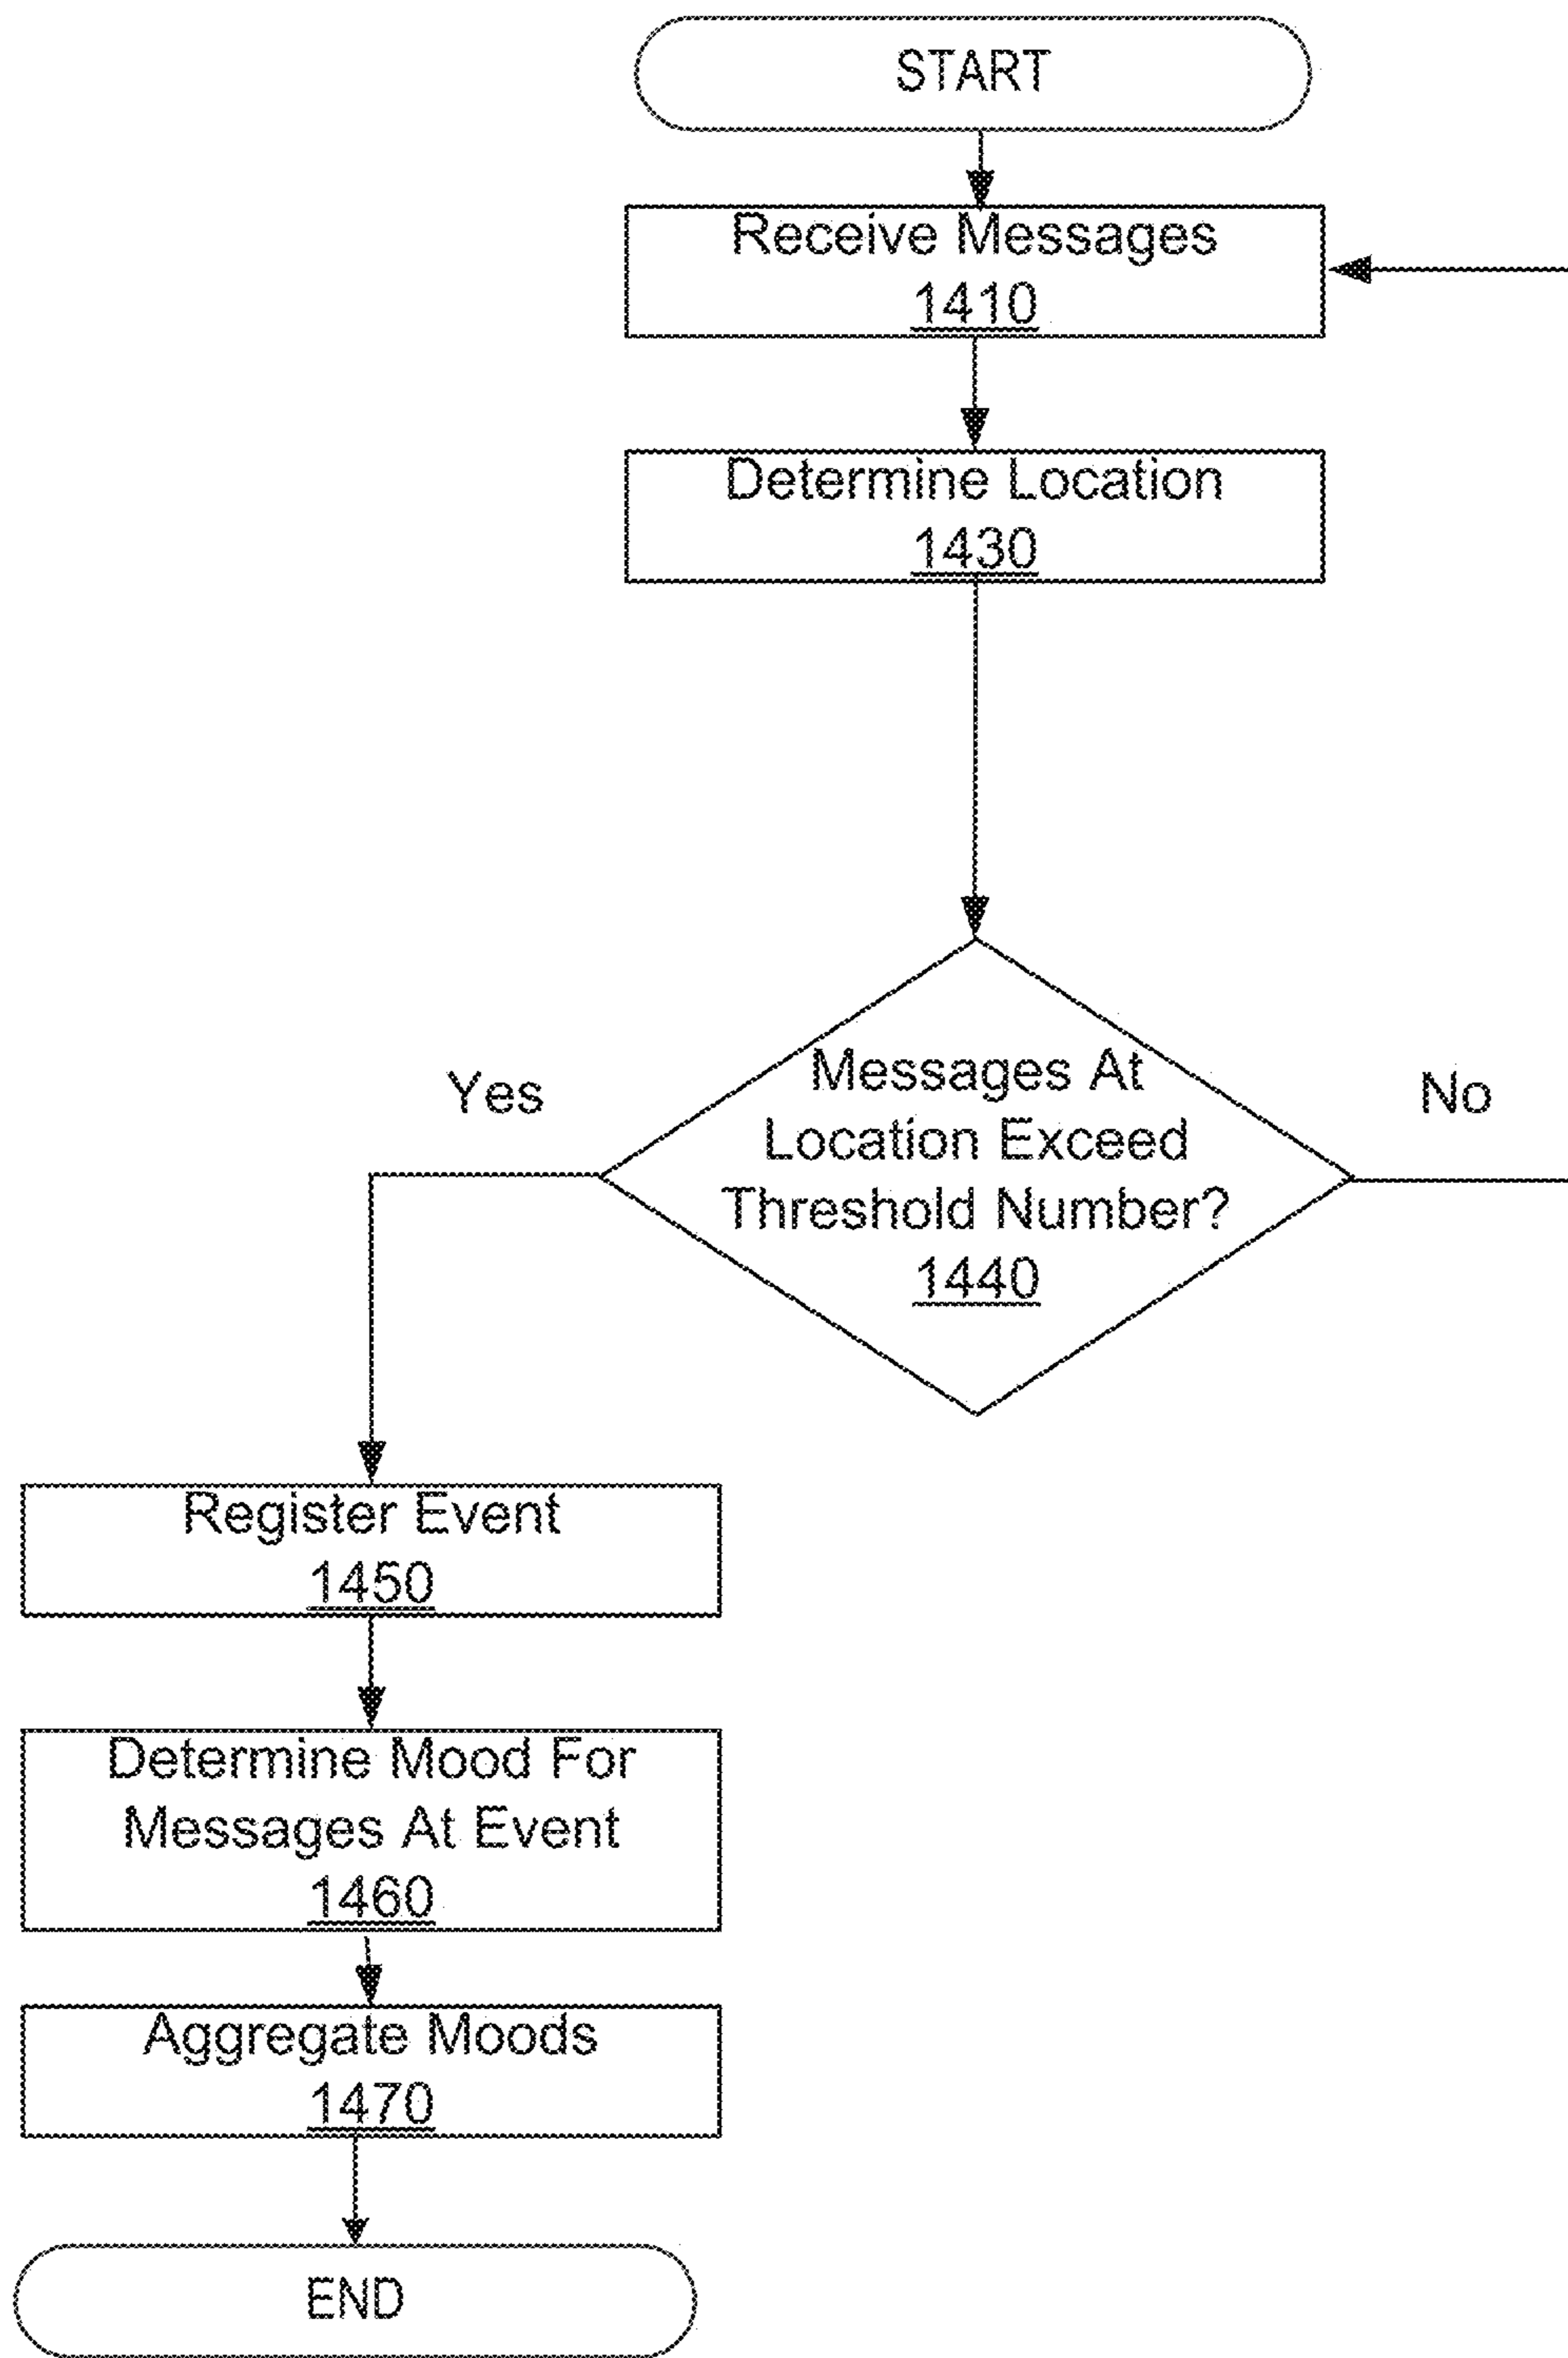 START
Receive Messages
1410
Determine Location
1430
Messages At
Location Exceed
Threshold Number?
1440
Yes
No
Register Event
1450
Determine Mood For
Messages At Event
1460
Aggregate Moods
1470
END